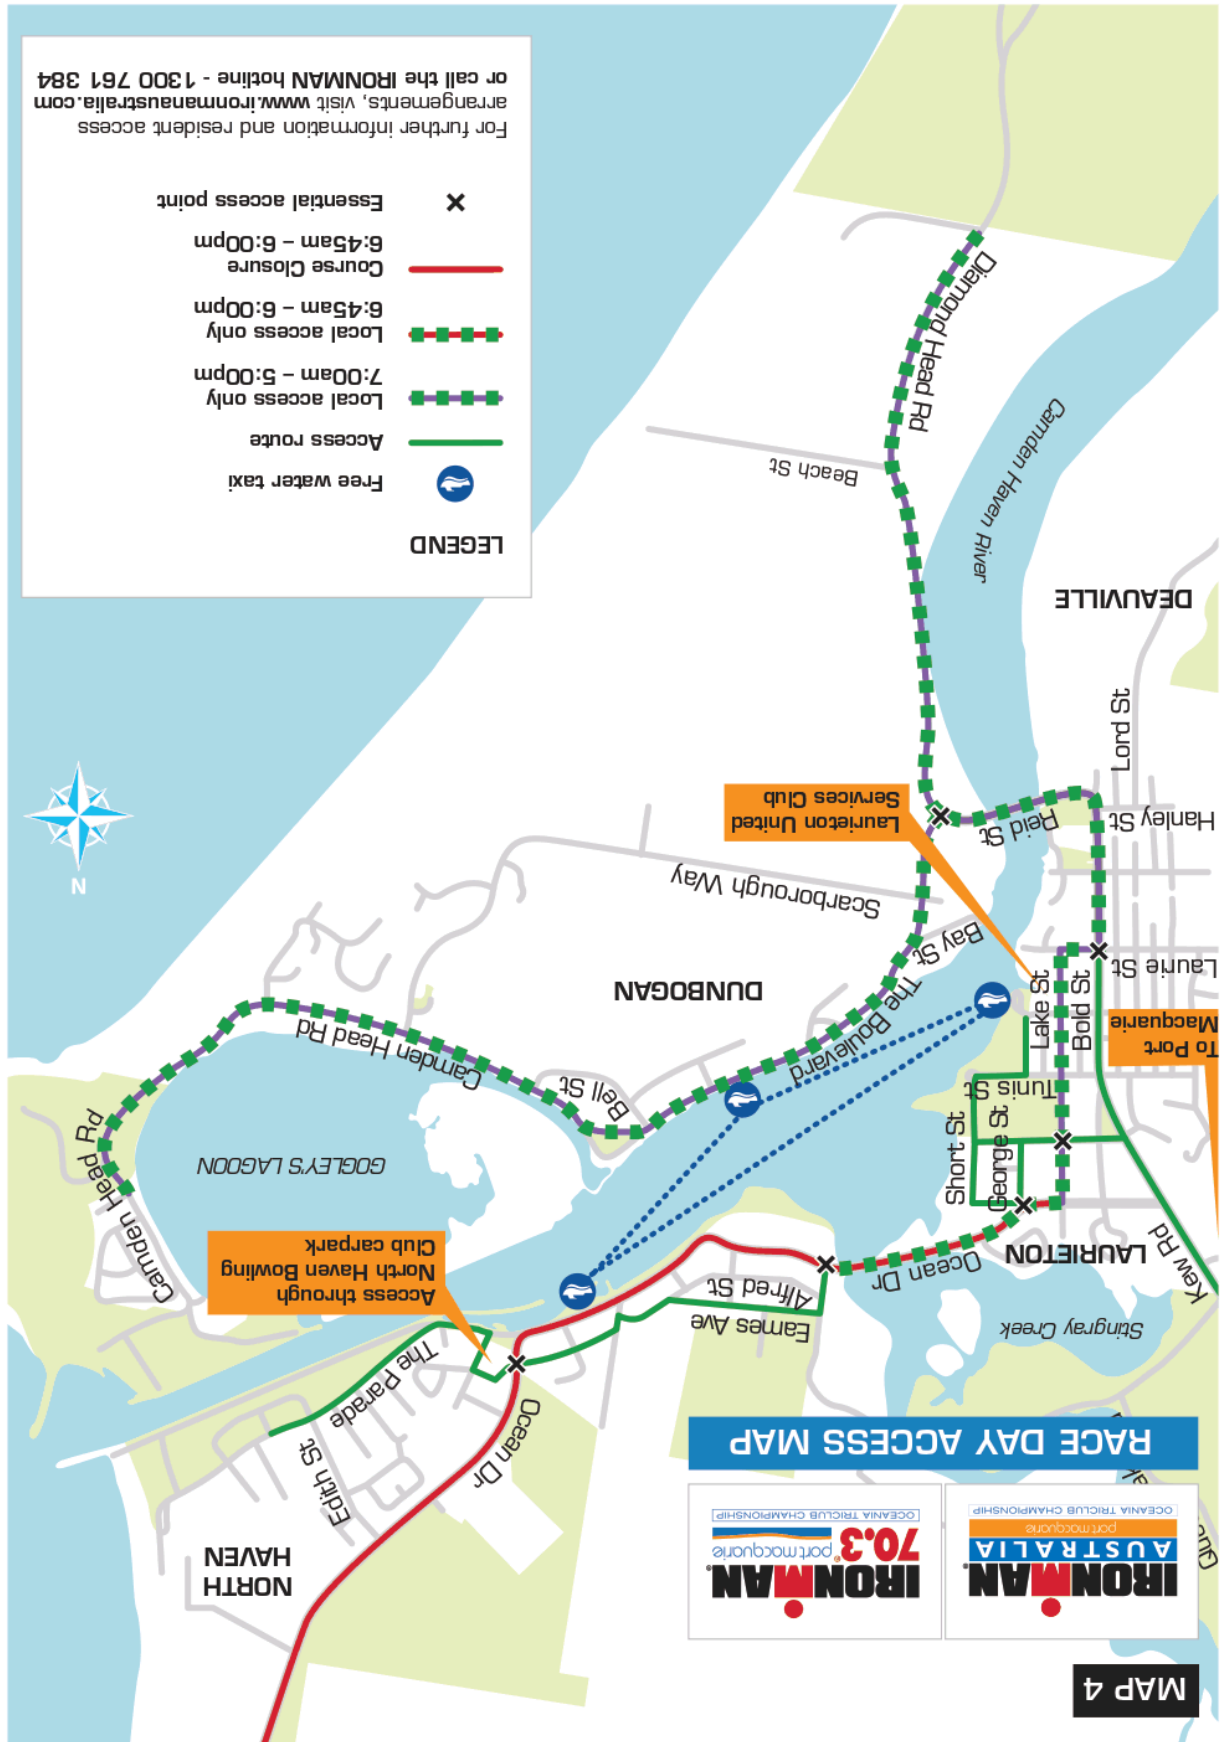 MAP 4
IRONMAN
AUSTRALIA
port macquarie
OCEANIA TRICLUB CHAMPIONSHIP
IRONMAN
70.3
port macquarie
OCEANIA TRICLUB CHAMPIONSHIP
RACE DAY ACCESS MAP
NORTH
HAVEN
Edith St
The Parade
Ocean Dr
Stingray Creek
Kew Rd
LAURIETON
Ocean Dr
Eames Ave
Alfred St
Access through
North Haven Bowling
Club carpark
Camden Head Rd
GOGLEY'S LAGOON
Short St
George St
Tunis St
Bell St
Camden Head Rd
To Port
Macquarie
Bold St
Lake St
The Boulevard
Laurie St
Bay St
DUNBOGAN
Scarborough Way
N
Hanley St
Reid St
Laurieton United
Services Club
Lord St
DEAUVILLE
Camden Haven River
Beach St
Diamond Head Rd
LEGEND
Free water taxi
Access route
Local access only
7:00am – 5:00pm
Local access only
6:45am – 6:00pm
Course Closure
6:45am – 6:00pm
Essential access point
For further information and resident access
arrangements, visit www.ironmanaustralia.com
or call the IRONMAN hotline - 1300 761 384